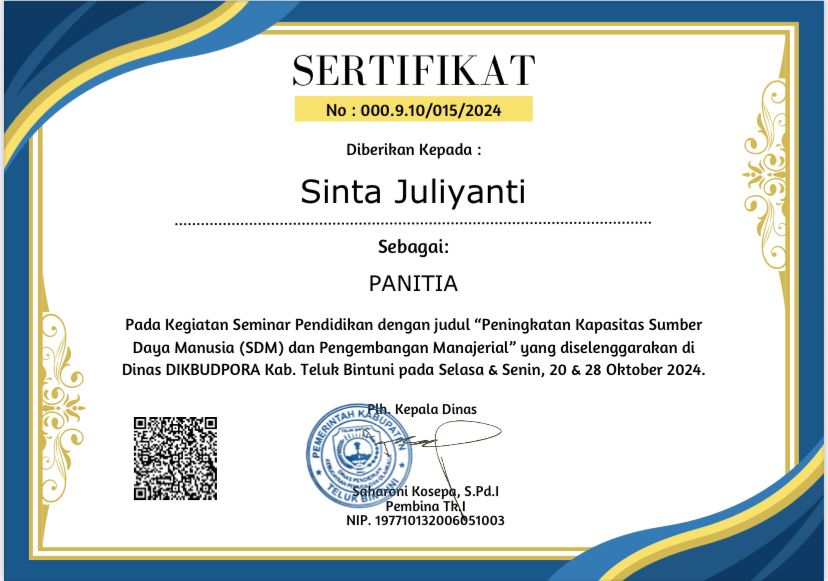 SERTIFIKAT
No : 000.9.10/015/2024
Diberikan Kepada :
Sinta Juliyanti
Sebagai:
PANITIA
Pada Kegiatan Seminar Pendidikan dengan judul “Peningkatan Kapasitas Sumber
Daya Manusia (SDM) dan Pengembangan Manajerial” yang diselenggarakan di
Dinas DIKBUDPORA Kab. Teluk Bintuni pada Selasa & Senin, 20 & 28 Oktober 2024.
Plh. Kepala Dinas
PEMERINTAH KABUPATEN
DINAS PENDIDIKAN
TELUK BINTUNI
Saharoni Kosepa, S.Pd.I
Pembina Tk.I
NIP. 197710132006051003